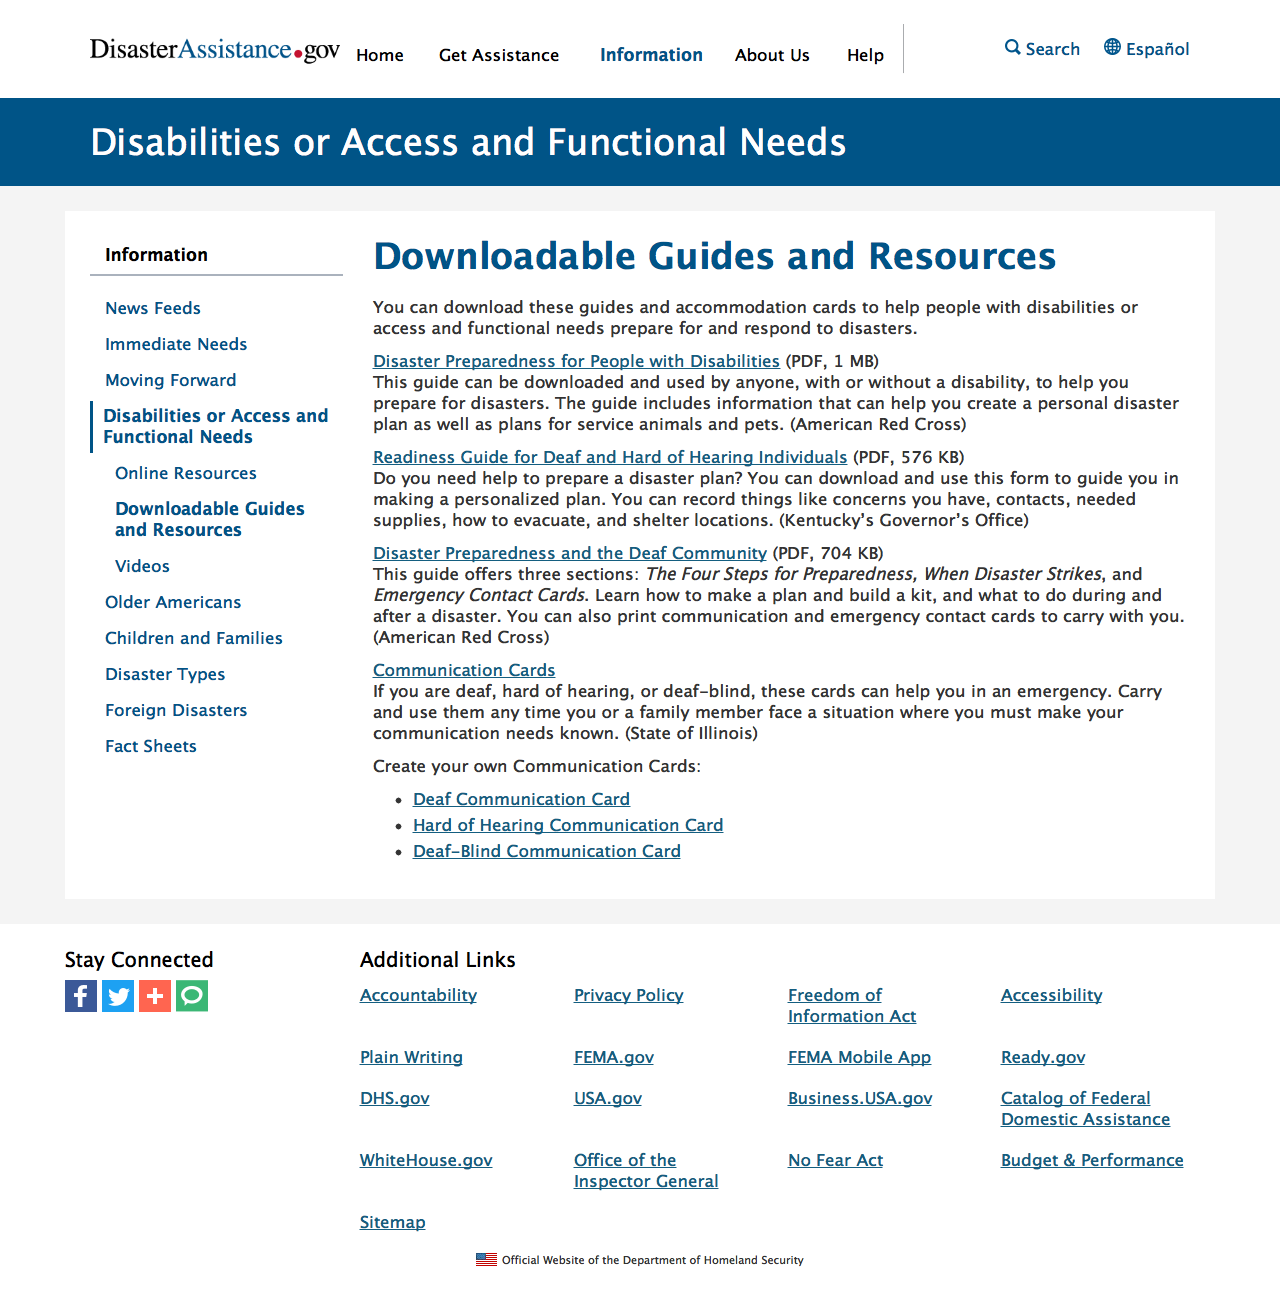 DisasterAssistance.gov Home Get Assistance Information About Us Help Search Español
Disabilities or Access and Functional Needs
Information
News Feeds
Immediate Needs
Moving Forward
Disabilities or Access and
Functional Needs
Online Resources
Downloadable Guides
and Resources
Videos
Older Americans
Children and Families
Disaster Types
Foreign Disasters
Fact Sheets
Downloadable Guides and Resources
You can download these guides and accommodation cards to help people with disabilities or
access and functional needs prepare for and respond to disasters.
Disaster Preparedness for People with Disabilities (PDF, 1 MB)
This guide can be downloaded and used by anyone, with or without a disability, to help you
prepare for disasters. The guide includes information that can help you create a personal disaster
plan as well as plans for service animals and pets. (American Red Cross)
Readiness Guide for Deaf and Hard of Hearing Individuals (PDF, 576 KB)
Do you need help to prepare a disaster plan? You can download and use this form to guide you in
making a personalized plan. You can record things like concerns you have, contacts, needed
supplies, how to evacuate, and shelter locations. (Kentucky’s Governor’s Office)
Disaster Preparedness and the Deaf Community (PDF, 704 KB)
This guide offers three sections: The Four Steps for Preparedness, When Disaster Strikes, and
Emergency Contact Cards. Learn how to make a plan and build a kit, and what to do during and
after a disaster. You can also print communication and emergency contact cards to carry with you.
(American Red Cross)
Communication Cards
If you are deaf, hard of hearing, or deaf-blind, these cards can help you in an emergency. Carry
and use them any time you or a family member face a situation where you must make your
communication needs known. (State of Illinois)
Create your own Communication Cards:
• Deaf Communication Card
• Hard of Hearing Communication Card
• Deaf-Blind Communication Card
Stay Connected
Additional Links
Accountability Privacy Policy Freedom of Accessibility
Information Act
Plain Writing FEMA.gov FEMA Mobile App Ready.gov
DHS.gov USA.gov Business.USA.gov Catalog of Federal
Domestic Assistance
WhiteHouse.gov Office of the No Fear Act Budget & Performance
Inspector General
Sitemap
Official Website of the Department of Homeland Security